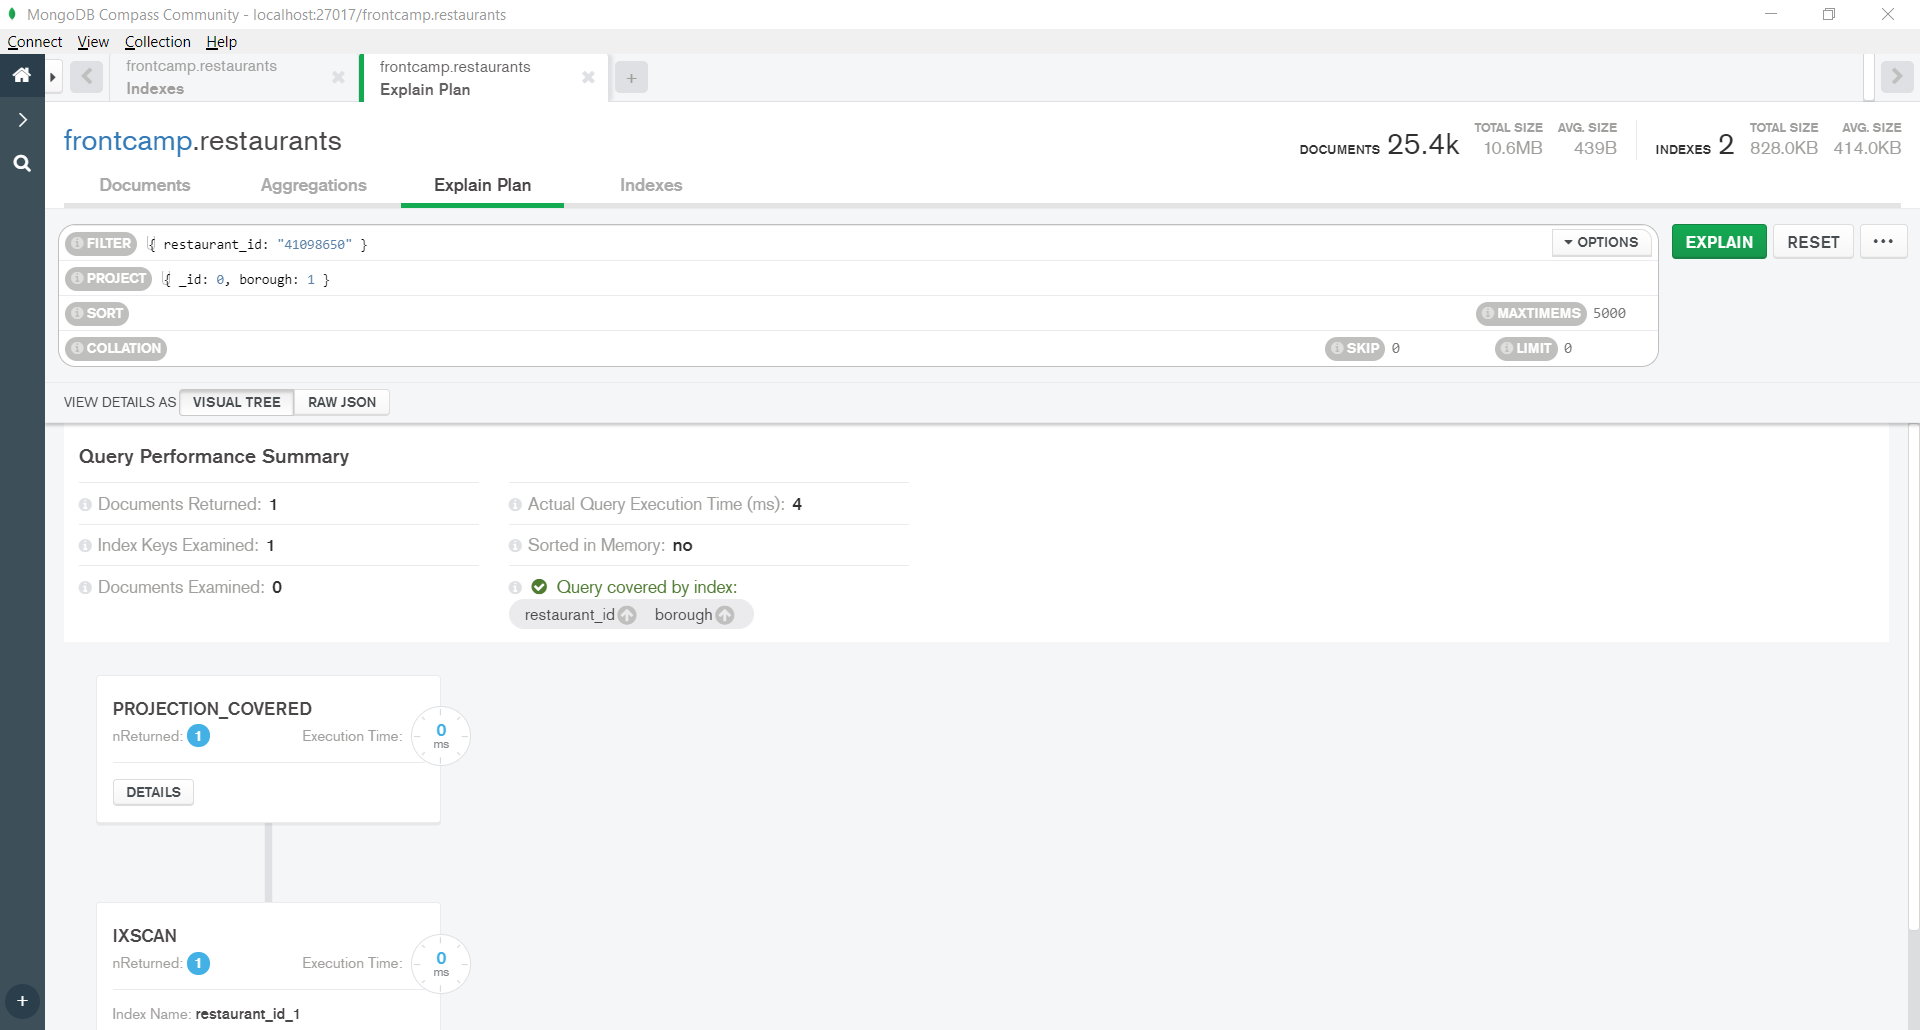 MongoDB Compass Community - localhost:27017/frontcamp.restaurants
Connect View Collection Help
frontcamp.restaurants
Indexes
frontcamp.restaurants
Explain Plan
frontcamp.restaurants
DOCUMENTS 25.4k
TOTAL SIZE
10.6MB
AVG. SIZE
439B
INDEXES 2
TOTAL SIZE
828.0KB
AVG. SIZE
414.0KB
Documents
Aggregations
Explain Plan
Indexes
FILTER { restaurant_id: "41098650" }
OPTIONS
EXPLAIN
RESET
PROJECT { _id: 0, borough: 1 }
SORT
MAXTIMEMS 5000
COLLATION
SKIP 0
LIMIT 0
VIEW DETAILS AS VISUAL TREE RAW JSON
Query Performance Summary
Documents Returned: 1
Actual Query Execution Time (ms): 4
Index Keys Examined: 1
Sorted in Memory: no
Documents Examined: 0
Query covered by index:
restaurant_id borough
PROJECTION_COVERED
nReturned: 1 Execution Time: 0 ms
DETAILS
IXSCAN
nReturned: 1 Execution Time: 0 ms
Index Name: restaurant_id_1